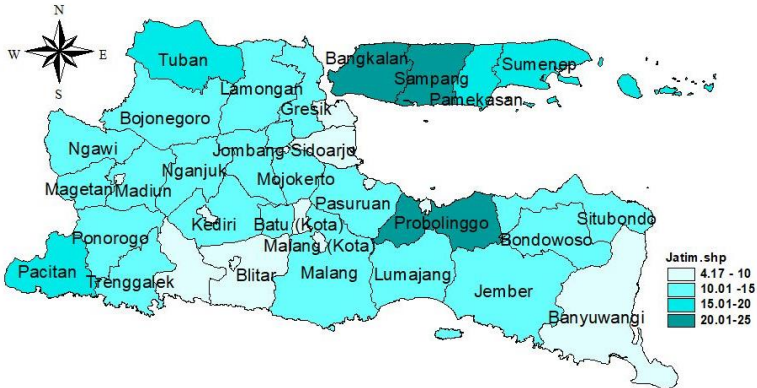 N
W E
S
Tuban
Bangkalan
Sampang
Sumenep
Pamekasan
Lamongan
Gresik
Bojonegoro
Ngawi
Jombang
Sidoarjo
Nganjuk
Mojokerto
Magetan
Madiun
Pasuruan
Kediri
Batu (Kota)
Probolinggo
Situbondo
Ponorogo
Malang (Kota)
Bondowoso
Pacitan
Trenggalek
Blitar
Malang
Lumajang
Jember
Banyuwangi
Jatim.shp
4.17 - 10
10.01 -15
15.01-20
20.01-25